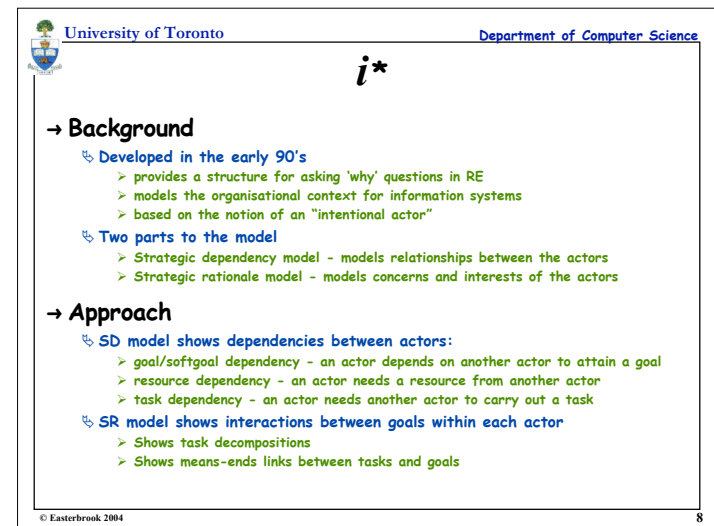 University of Toronto
Department of Computer Science
i*
→ Background
Developed in the early 90's
➢ provides a structure for asking 'why' questions in RE
➢ models the organisational context for information systems
➢ based on the notion of an "intentional actor"
Two parts to the model
➢ Strategic dependency model - models relationships between the actors
➢ Strategic rationale model - models concerns and interests of the actors
→ Approach
SD model shows dependencies between actors:
➢ goal/softgoal dependency - an actor depends on another actor to attain a goal
➢ resource dependency - an actor needs a resource from another actor
➢ task dependency - an actor needs another actor to carry out a task
SR model shows interactions between goals within each actor
➢ Shows task decompositions
➢ Shows means-ends links between tasks and goals
© Easterbrook 2004
8